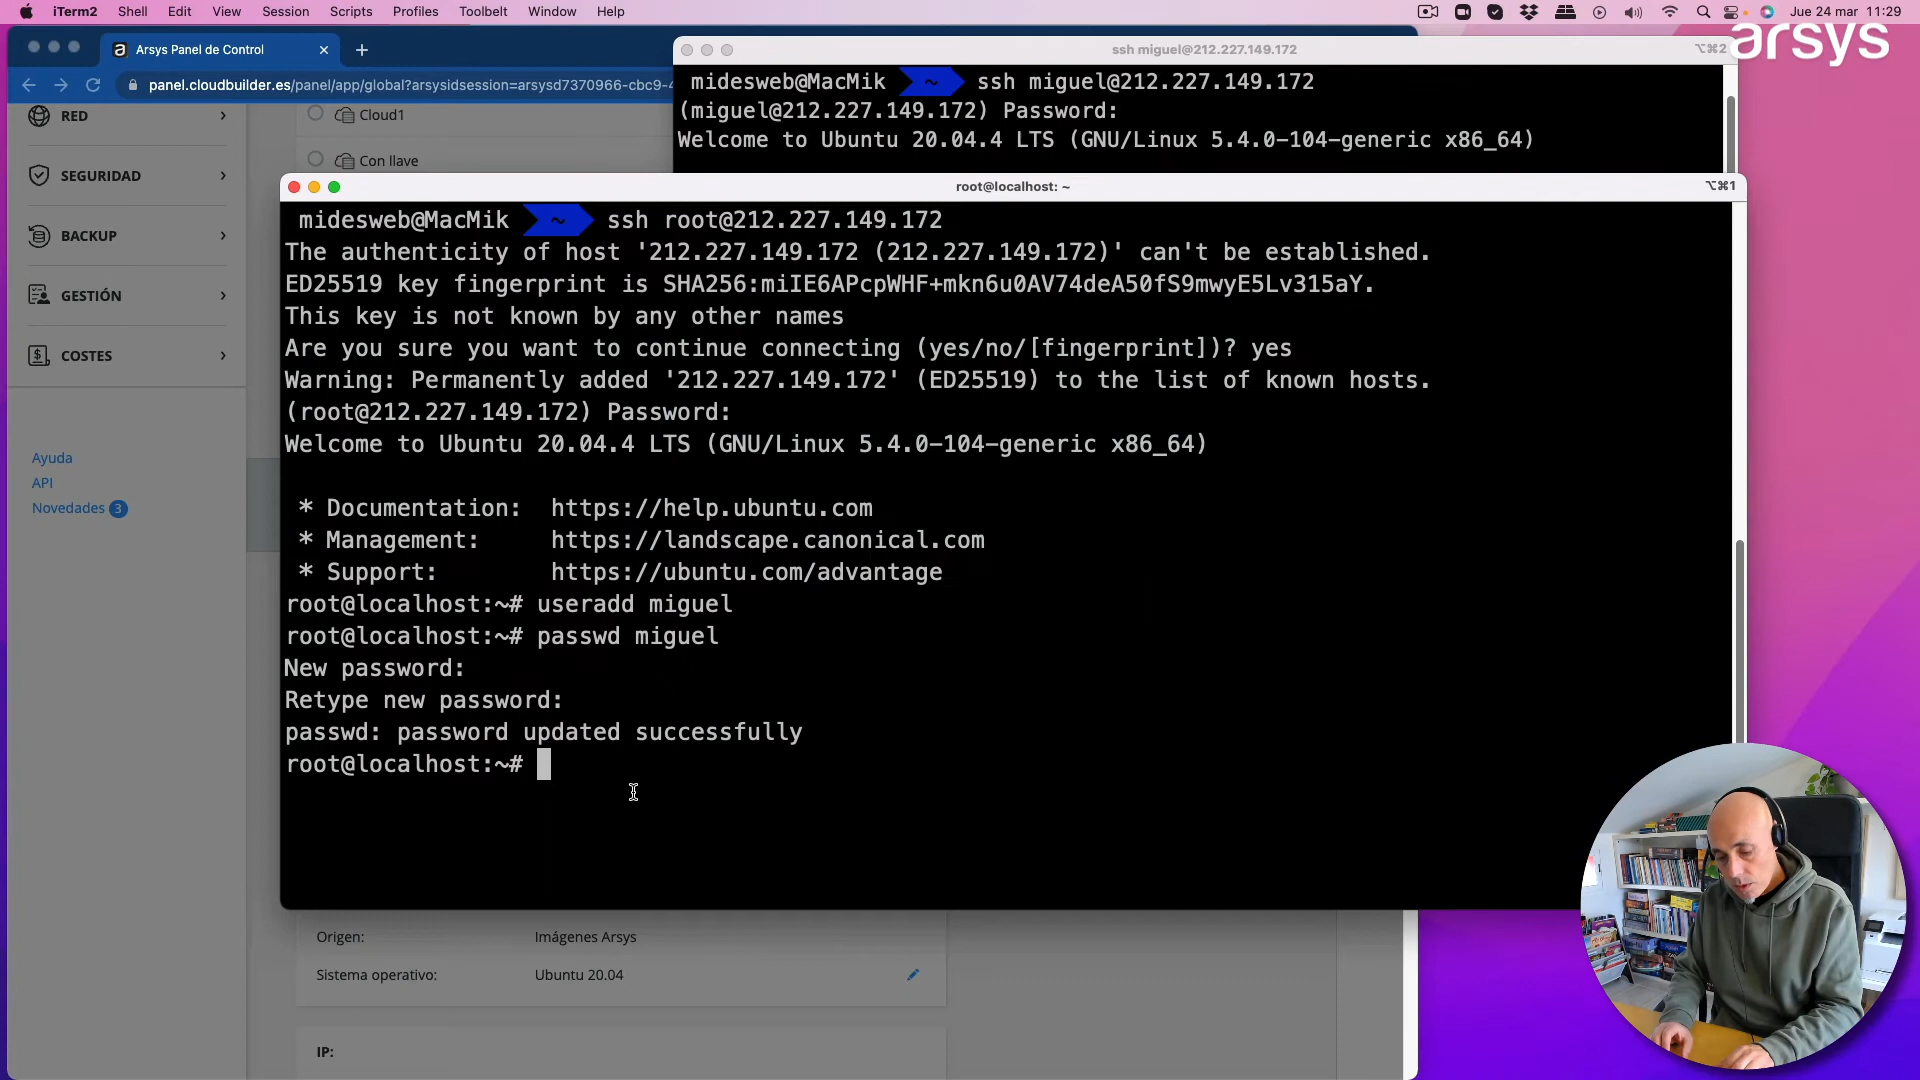 iTerm2 Shell Edit View Session Scripts Profiles Toolbelt Window Help
Jue 24 mar 11:29
arsys
Arsys Panel de Control
panel.cloudbuilder.es/panel/app/global?arsysidsession=arsysd7370966-cbc9-4
RED
SEGURIDAD
BACKUP
GESTIÓN
COSTES
Ayuda
API
Novedades 3
Cloud1
Con llave
ssh miguel@212.227.149.172
⌥⌘2
midesweb@MacMik ~ ssh miguel@212.227.149.172
(miguel@212.227.149.172) Password:
Welcome to Ubuntu 20.04.4 LTS (GNU/Linux 5.4.0-104-generic x86_64)
root@localhost: ~
⌥⌘1
midesweb@MacMik ~ ssh root@212.227.149.172
The authenticity of host '212.227.149.172 (212.227.149.172)' can't be established.
ED25519 key fingerprint is SHA256:miIE6APcpWHF+mkn6u0AV74deA50fS9mwyE5Lv315aY.
This key is not known by any other names
Are you sure you want to continue connecting (yes/no/[fingerprint])? yes
Warning: Permanently added '212.227.149.172' (ED25519) to the list of known hosts.
(root@212.227.149.172) Password:
Welcome to Ubuntu 20.04.4 LTS (GNU/Linux 5.4.0-104-generic x86_64)
* Documentation: https://help.ubuntu.com
* Management: https://landscape.canonical.com
* Support: https://ubuntu.com/advantage
root@localhost:~# useradd miguel
root@localhost:~# passwd miguel
New password:
Retype new password:
passwd: password updated successfully
root@localhost:~#
Origen: Imágenes Arsys
Sistema operativo: Ubuntu 20.04
IP: